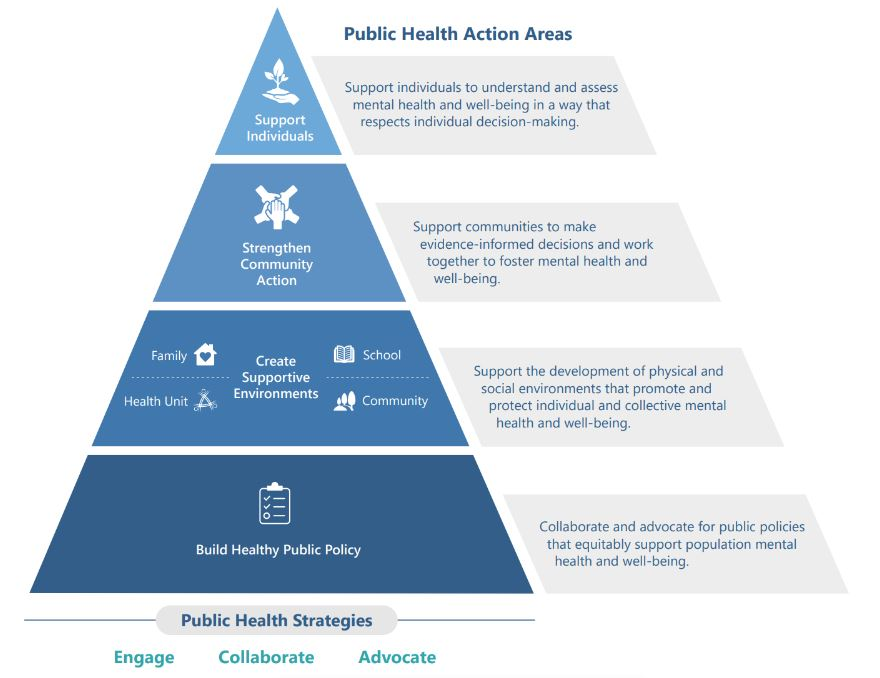 Public Health Action Areas
Support
Individuals
Support individuals to understand and assess
mental health and well-being in a way that
respects individual decision-making.
Strengthen
Community
Action
Support communities to make
evidence-informed decisions and work
together to foster mental health and
well-being.
Family
Health Unit
Create
Supportive
Environments
School
Community
Support the development of physical and
social environments that promote and
protect individual and collective mental
health and well-being.
Build Healthy Public Policy
Collaborate and advocate for public policies
that equitably support population mental
health and well-being.
Public Health Strategies
Engage Collaborate Advocate